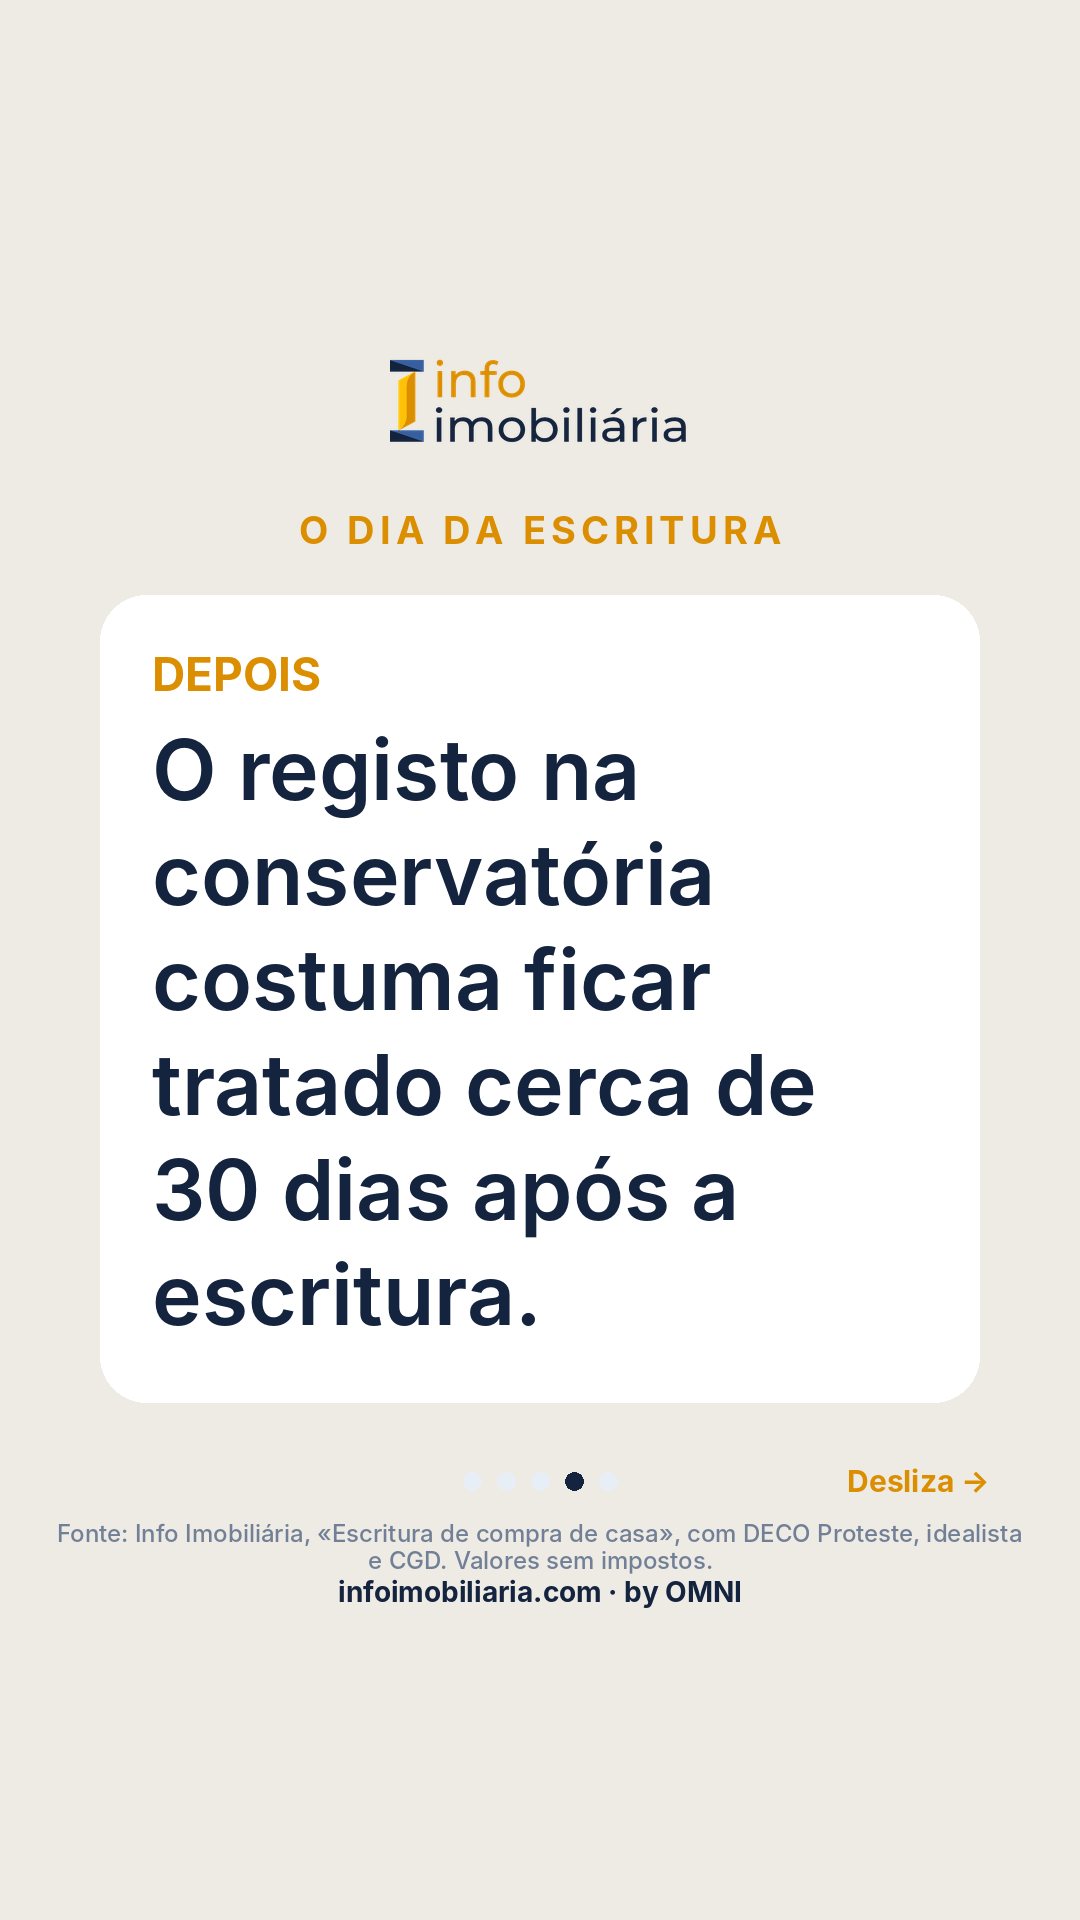 info
imobiliária
O DIA DA ESCRITURA
DEPOIS
O registo na
conservatória
costuma ficar
tratado cerca de
30 dias após a
escritura.
Desliza →
Fonte: Info Imobiliária, «Escritura de compra de casa», com DECO Proteste, idealista
e CGD. Valores sem impostos.
infoimobiliaria.com · by OMNI